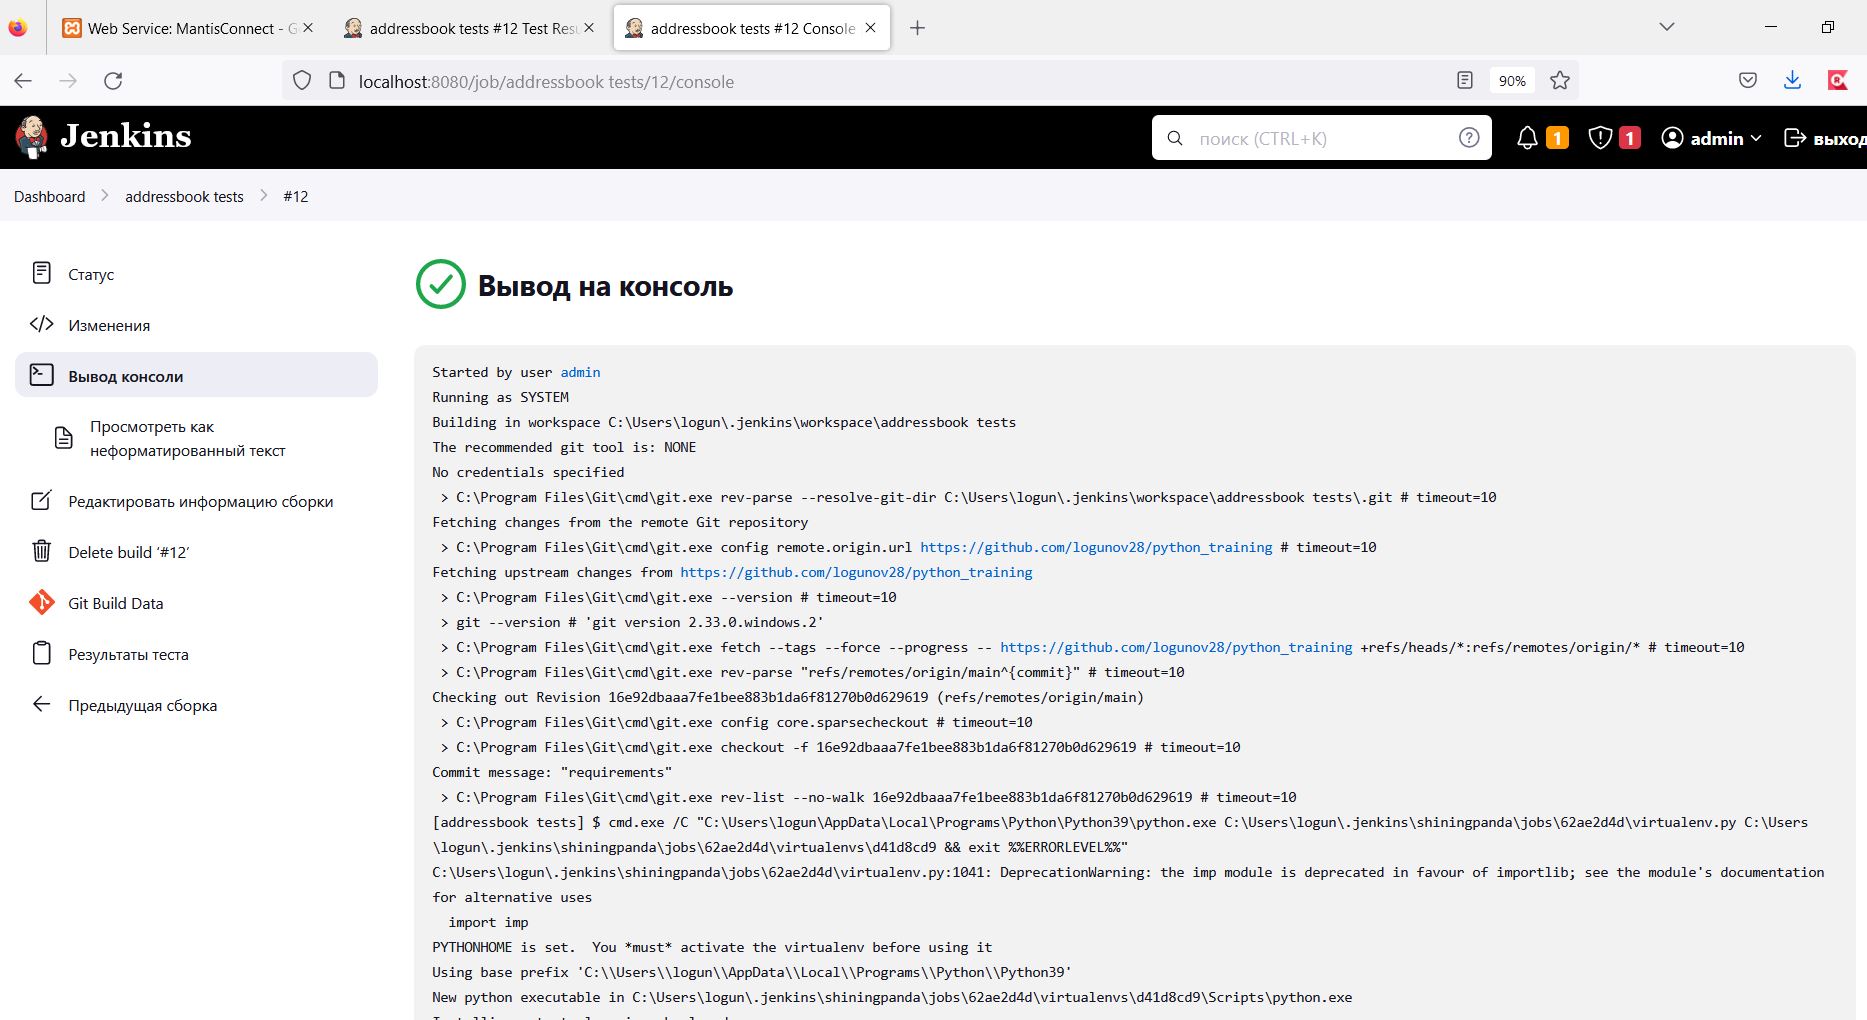 Web Service: MantisConnect - G
addressbook tests #12 Test Resu
addressbook tests #12 Console
localhost:8080/job/addressbook tests/12/console
90%
Jenkins
поиск (CTRL+K)
1
1
admin
выход
Dashboard
addressbook tests
#12
Статус
Изменения
Вывод консоли
Просмотреть как
неформатированный текст
Редактировать информацию сборки
Delete build ‘#12’
Git Build Data
Результаты теста
Предыдущая сборка
Вывод на консоль
Started by user admin
Running as SYSTEM
Building in workspace C:\Users\logun\.jenkins\workspace\addressbook tests
The recommended git tool is: NONE
No credentials specified
> C:\Program Files\Git\cmd\git.exe rev-parse --resolve-git-dir C:\Users\logun\.jenkins\workspace\addressbook tests\.git # timeout=10
Fetching changes from the remote Git repository
> C:\Program Files\Git\cmd\git.exe config remote.origin.url https://github.com/logunov28/python_training # timeout=10
Fetching upstream changes from https://github.com/logunov28/python_training
> C:\Program Files\Git\cmd\git.exe --version # timeout=10
> git --version # 'git version 2.33.0.windows.2'
> C:\Program Files\Git\cmd\git.exe fetch --tags --force --progress -- https://github.com/logunov28/python_training +refs/heads/*:refs/remotes/origin/* # timeout=10
> C:\Program Files\Git\cmd\git.exe rev-parse "refs/remotes/origin/main^{commit}" # timeout=10
Checking out Revision 16e92dbaaa7fe1bee883b1da6f81270b0d629619 (refs/remotes/origin/main)
> C:\Program Files\Git\cmd\git.exe config core.sparsecheckout # timeout=10
> C:\Program Files\Git\cmd\git.exe checkout -f 16e92dbaaa7fe1bee883b1da6f81270b0d629619 # timeout=10
Commit message: "requirements"
> C:\Program Files\Git\cmd\git.exe rev-list --no-walk 16e92dbaaa7fe1bee883b1da6f81270b0d629619 # timeout=10
[addressbook tests] $ cmd.exe /C "C:\Users\logun\AppData\Local\Programs\Python\Python39\python.exe C:\Users\logun\.jenkins\shiningpanda\jobs\62ae2d4d\virtualenv.py C:\Users
\logun\.jenkins\shiningpanda\jobs\62ae2d4d\virtualenvs\d41d8cd9 && exit %%ERRORLEVEL%%"
C:\Users\logun\.jenkins\shiningpanda\jobs\62ae2d4d\virtualenv.py:1041: DeprecationWarning: the imp module is deprecated in favour of importlib; see the module's documentation
for alternative uses
import imp
PYTHONHOME is set.  You *must* activate the virtualenv before using it
Using base prefix 'C:\\Users\\logun\\AppData\\Local\\Programs\\Python\\Python39'
New python executable in C:\Users\logun\.jenkins\shiningpanda\jobs\62ae2d4d\virtualenvs\d41d8cd9\Scripts\python.exe